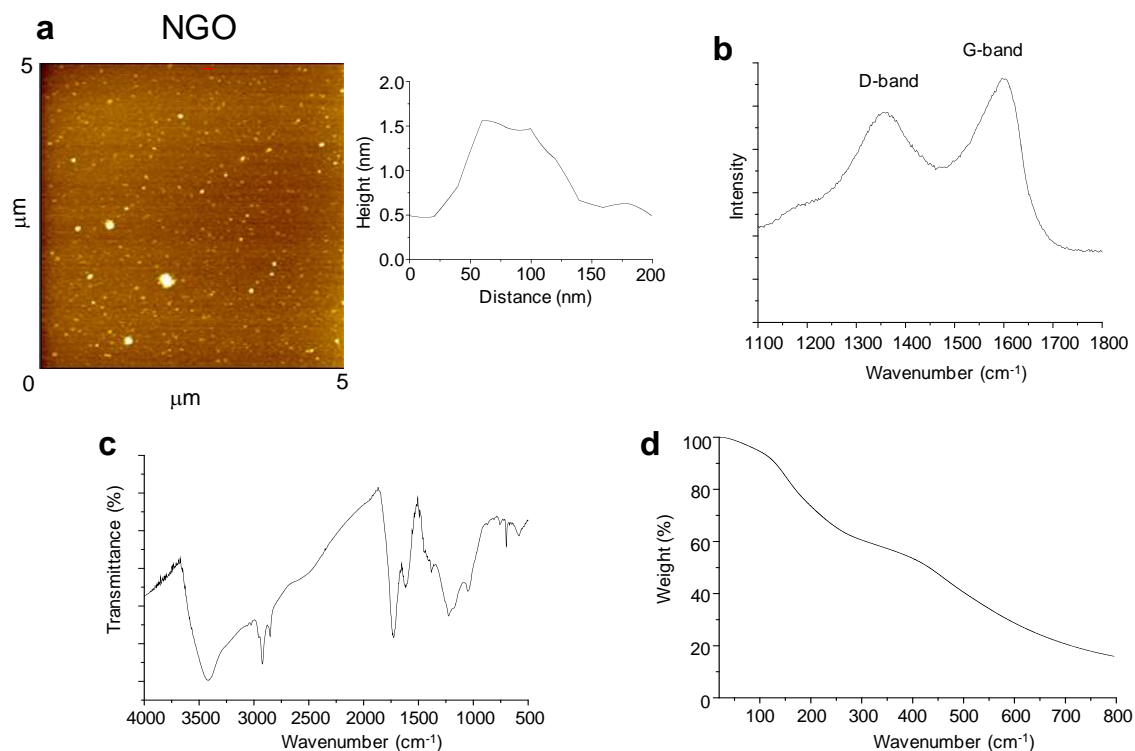 a
NGO
5
μm
0
5
μm
2.0
1.5
1.0
0.5
0.0
Height (nm)
0 50 100 160 200
Distance (nm)
b
G-band
D-band
Intensity
1100 1200 1300 1400 1500 1600 1700 1800
Wavenumber (cm-1)
c
Transmittance (%)
4000 3500 3000 2500 2000 1500 1000 500
Wavenumber (cm-1)
d
100
80
60
40
20
0
Weight (%)
100 200 300 400 500 600 700 800
Wavenumber (cm-1)